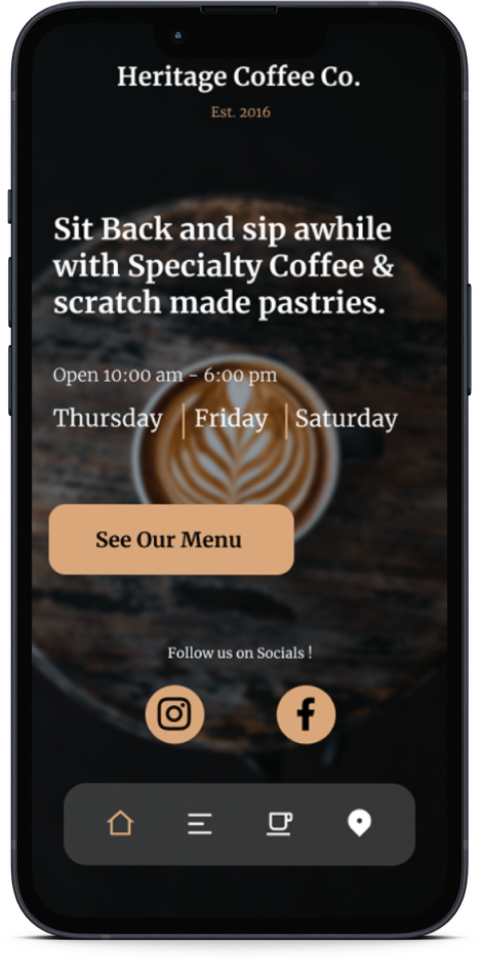 Heritage Coffee Co.
Est. 2016
Sit Back and sip awhile
with Specialty Coffee &
scratch made pastries.
Open 10:00 am - 6:00 pm
Thursday | Friday | Saturday
See Our Menu
Follow us on Socials !